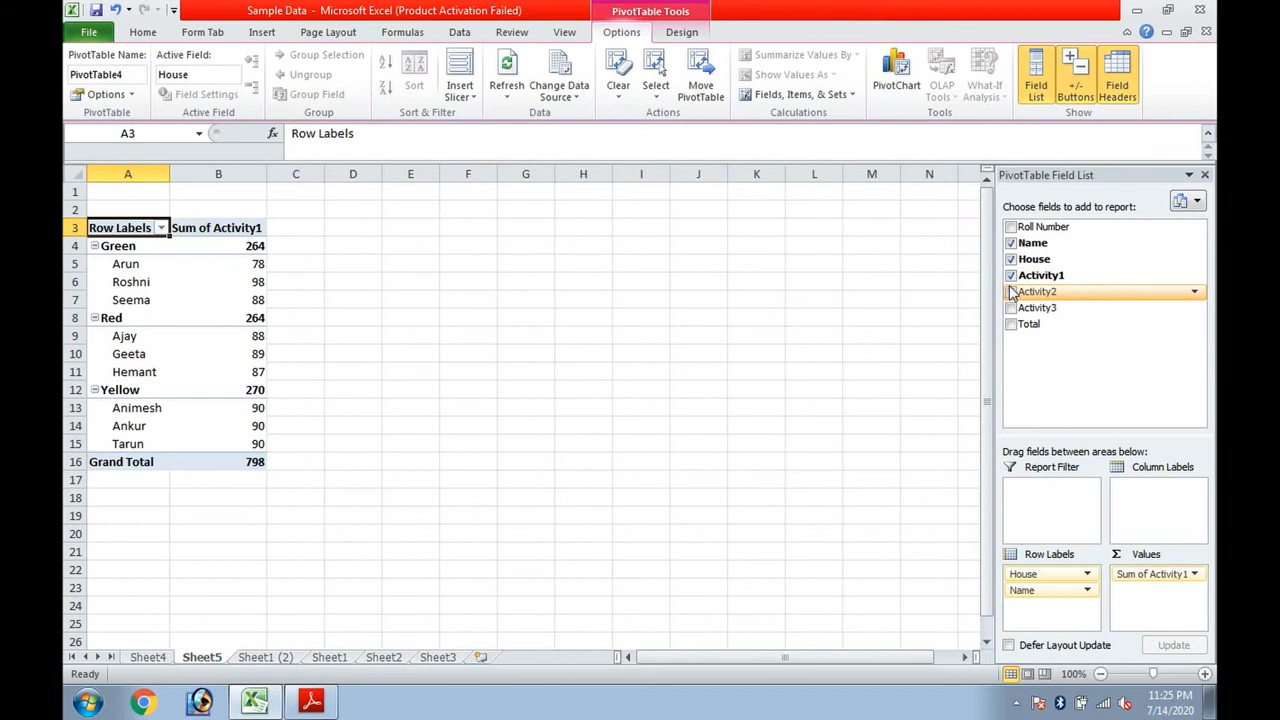 Sample Data - Microsoft Excel (Product Activation Failed)
PivotTable Tools
File Home Form Tab Insert Page Layout Formulas Data Review View Options Design
PivotTable Name: Active Field: Group Selection Summarize Values By
PivotTable4 House Ungroup Show Values As
Options Field Settings Group Field Fields, Items, & Sets
Sort Insert Slicer Refresh Change Data Source Clear Select Move PivotTable PivotChart OLAP Tools What-If Analysis Field List +/- Buttons Field Headers
PivotTable Active Field Group Sort & Filter Data Actions Calculations Tools Show
A3 fx Row Labels
A B C D E F G H I J K L M N
1
2
3 Row Labels Sum of Activity1
4 Green 264
5 Arun 78
6 Roshni 98
7 Seema 88
8 Red 264
9 Ajay 88
10 Geeta 89
11 Hemant 87
12 Yellow 270
13 Animesh 90
14 Ankur 90
15 Tarun 90
16 Grand Total 798
17
18
19
20
21
22
23
24
25
26
PivotTable Field List
Choose fields to add to report:
Roll Number
Name
House
Activity1
Activity2
Activity3
Total
Drag fields between areas below:
Report Filter Column Labels
Row Labels Σ Values
House Sum of Activity1
Name
Defer Layout Update Update
Sheet4 Sheet5 Sheet1 (2) Sheet1 Sheet2 Sheet3
Ready 100%
11:25 PM
7/14/2020